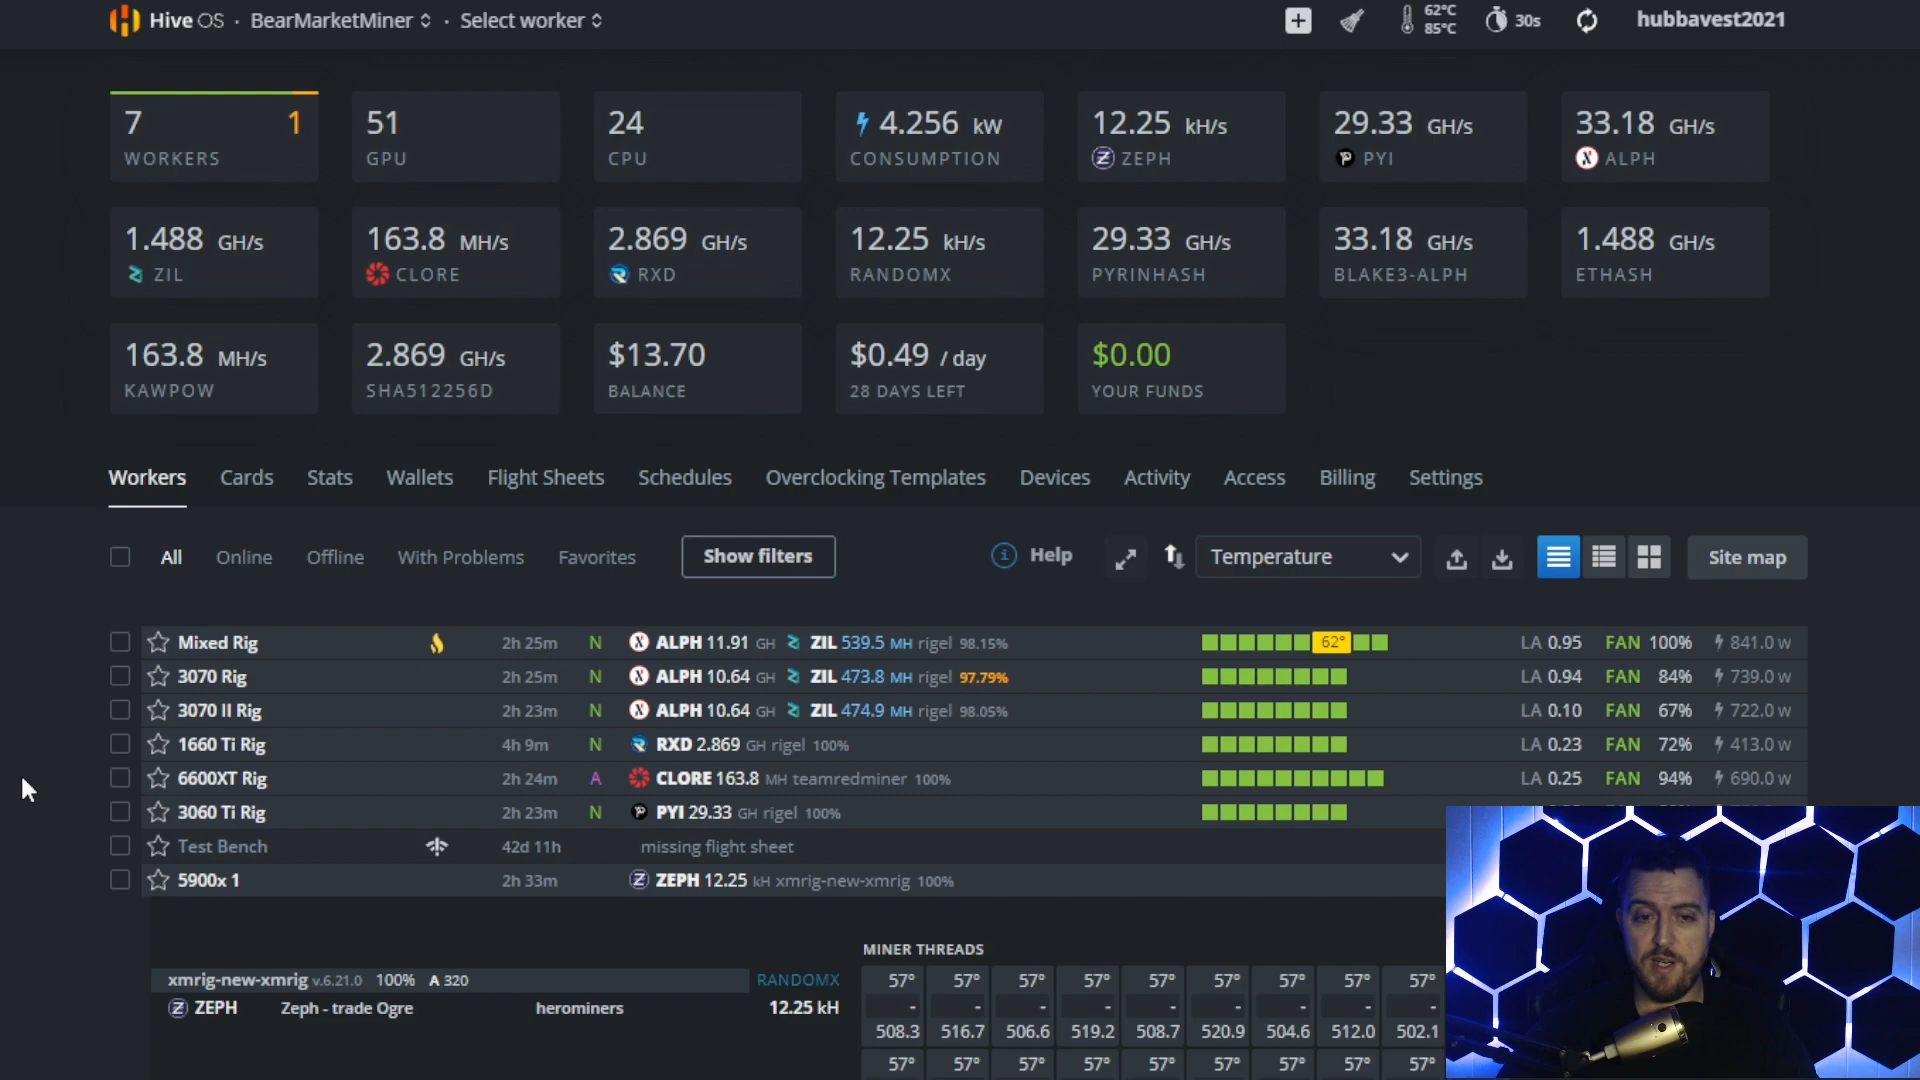 Hive OS · BearMarketMiner · Select worker 62°C 85°C 30s hubbavest2021
7 1 WORKERS
51 GPU
24 CPU
4.256 kW CONSUMPTION
12.25 kH/s ZEPH
29.33 GH/s PYI
33.18 GH/s ALPH
1.488 GH/s ZIL
163.8 MH/s CLORE
2.869 GH/s RXD
12.25 kH/s RANDOMX
29.33 GH/s PYRINHASH
33.18 GH/s BLAKE3-ALPH
1.488 GH/s ETHASH
163.8 MH/s KAWPOW
2.869 GH/s SHA512256D
$13.70 BALANCE
$0.49 / day 28 DAYS LEFT
$0.00 YOUR FUNDS
Workers Cards Stats Wallets Flight Sheets Schedules Overclocking Templates Devices Activity Access Billing Settings
All Online Offline With Problems Favorites Show filters Help Temperature Site map
Mixed Rig 2h 25m N ALPH 11.91 GH ZIL 539.5 MH rigel 98.15% 62° LA 0.95 FAN 100% 841.0 W
3070 Rig 2h 25m N ALPH 10.64 GH ZIL 473.8 MH rigel 97.79% LA 0.94 FAN 84% 739.0 W
3070 II Rig 2h 23m N ALPH 10.64 GH ZIL 474.9 MH rigel 98.05% LA 0.10 FAN 67% 722.0 W
1660 Ti Rig 4h 9m N RXD 2.869 GH rigel 100% LA 0.23 FAN 72% 413.0 W
6600XT Rig 2h 24m A CLORE 163.8 MH teamredminer 100% LA 0.25 FAN 94% 690.0 W
3060 Ti Rig 2h 23m N PYI 29.33 GH rigel 100%
Test Bench 42d 11h missing flight sheet
5900x 1 2h 33m ZEPH 12.25 kH xmrig-new-xmrig 100%
MINER THREADS
xmrig-new-xmrig v.6.21.0 100% A 320 RANDOMX 57° 57° 57° 57° 57° 57° 57° 57° 57°
- - - - - - - - -
ZEPH Zeph - trade Ogre herominers 12.25 kH
508.3 516.7 506.6 519.2 508.7 520.9 504.6 512.0 502.1
57° 57° 57° 57° 57° 57° 57° 57° 57°